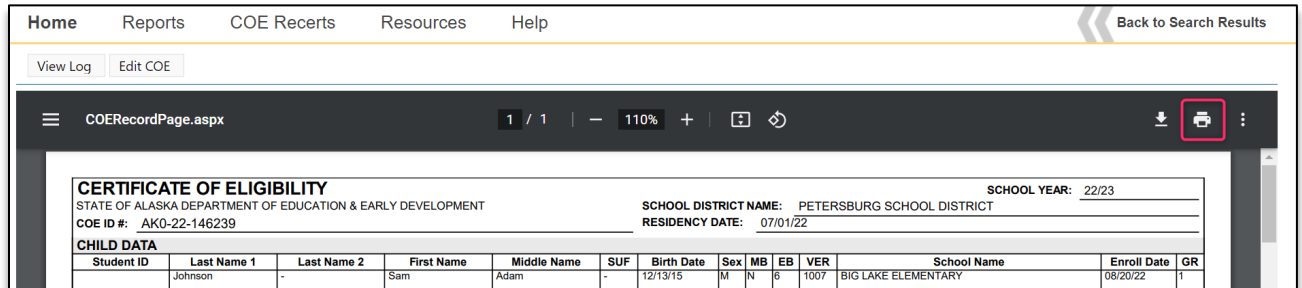 Home Reports COE Recerts Resources Help Back to Search Results
View Log Edit COE
COERecordPage.aspx 1 / 1 110%
CERTIFICATE OF ELIGIBILITY SCHOOL YEAR: 22/23
STATE OF ALASKA DEPARTMENT OF EDUCATION & EARLY DEVELOPMENT SCHOOL DISTRICT NAME: PETERSBURG SCHOOL DISTRICT
COE ID #: AK0-22-146239 RESIDENCY DATE: 07/01/22
CHILD DATA
Student ID Last Name 1 Last Name 2 First Name Middle Name SUF Birth Date Sex MB EB VER School Name Enroll Date GR
Johnson - Sam Adam - 12/13/15 M N 6 1007 BIG LAKE ELEMENTARY 08/20/22 1